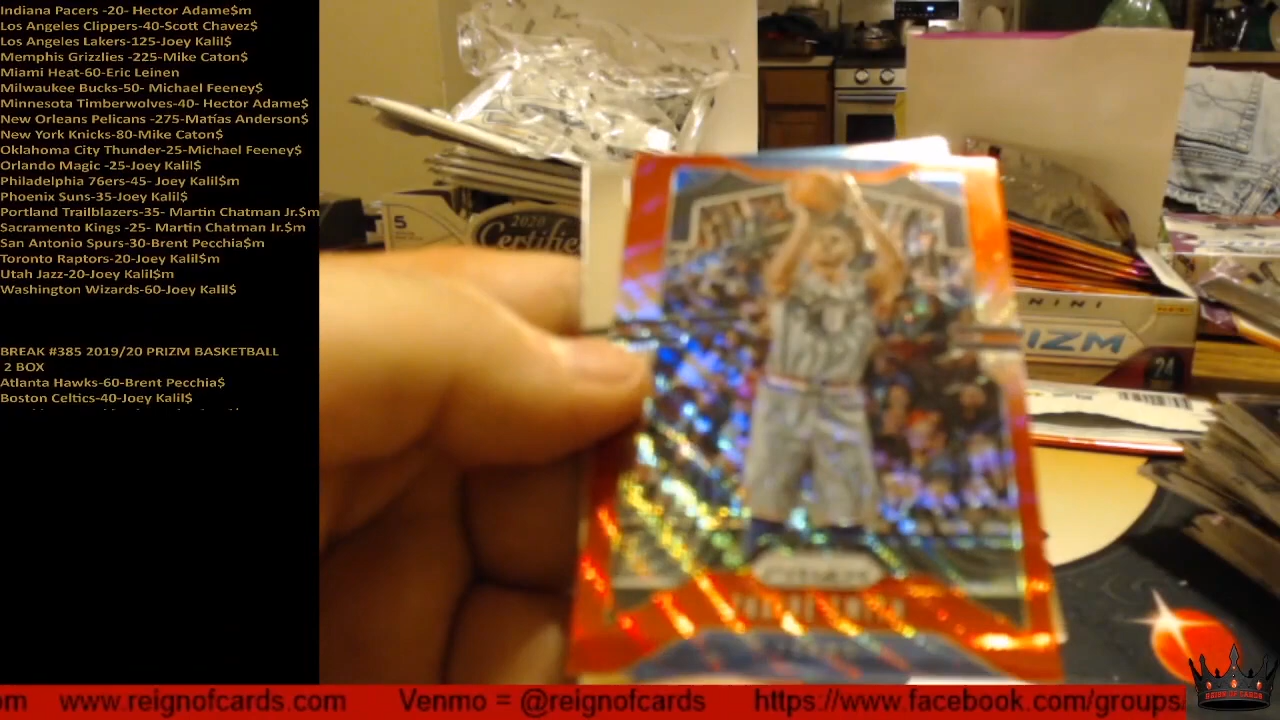 Indiana Pacers -20- Hector Adame$m
Los Angeles Clippers-40-Scott Chavez$
Los Angeles Lakers-125-Joey Kalil$
Memphis Grizzlies -225-Mike Caton$
Miami Heat-60-Eric Leinen
Milwaukee Bucks-50- Michael Feeney$
Minnesota Timberwolves-40- Hector Adame$
New Orleans Pelicans -275-Matías Anderson$
New York Knicks-80-Mike Caton$
Oklahoma City Thunder-25-Michael Feeney$
Orlando Magic -25-Joey Kalil$
Philadelphia 76ers-45- Joey Kalil$m
Phoenix Suns-35-Joey Kalil$
Portland Trailblazers-35- Martin Chatman Jr.$m
Sacramento Kings -25- Martin Chatman Jr.$m
San Antonio Spurs-30-Brent Pecchia$m
Toronto Raptors-20-Joey Kalil$m
Utah Jazz-20-Joey Kalil$m
Washington Wizards-60-Joey Kalil$
BREAK #385 2019/20 PRIZM BASKETBALL
2 BOX
Atlanta Hawks-60-Brent Pecchia$
Boston Celtics-40-Joey Kalil$
5
2020
Certified
NINI
IZM
24
PRIZM
om www.reignofcards.com Venmo = @reignofcards https://www.facebook.com/groups/
REIGN OF CARDS